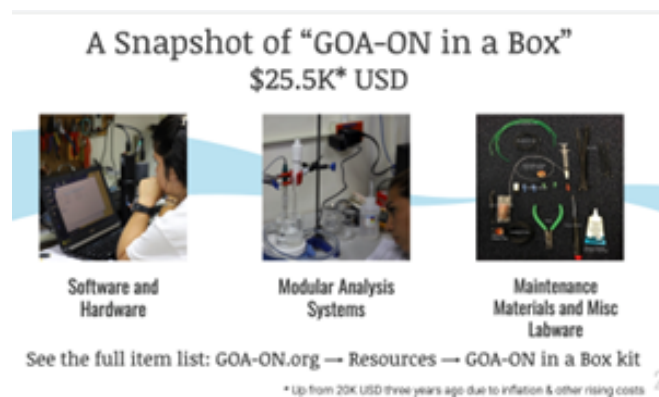 A Snapshot of “GOA-ON in a Box”
$25.5K* USD
Software and
Hardware
Modular Analysis
Systems
Maintenance
Materials and Misc
Labware
See the full item list: GOA-ON.org → Resources → GOA-ON in a Box kit
* Up from 20K USD three years ago due to inflation & other rising costs